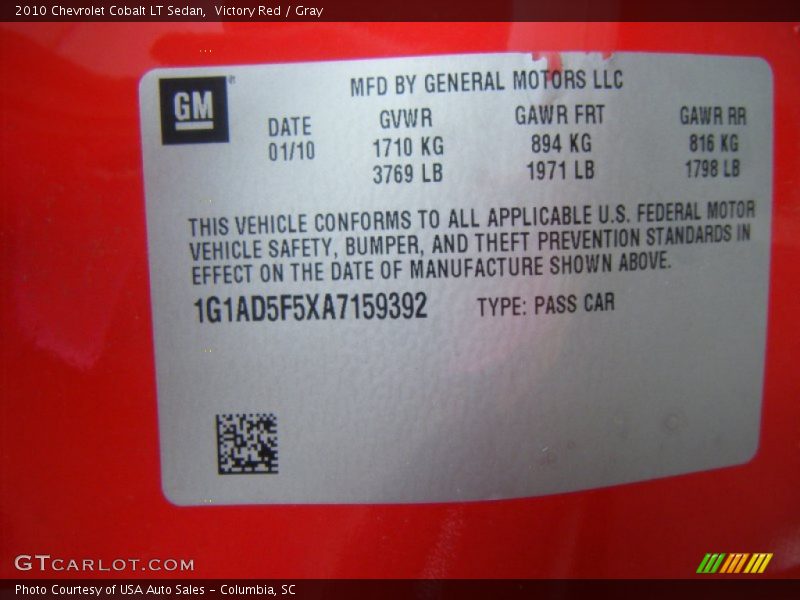 2010 Chevrolet Cobalt LT Sedan, Victory Red / Gray
GM
MFD BY GENERAL MOTORS LLC
DATE GVWR GAWR FRT GAWR RR
01/10 1710 KG 894 KG 816 KG
3769 LB 1971 LB 1798 LB
THIS VEHICLE CONFORMS TO ALL APPLICABLE U.S. FEDERAL MOTOR
VEHICLE SAFETY, BUMPER, AND THEFT PREVENTION STANDARDS IN
EFFECT ON THE DATE OF MANUFACTURE SHOWN ABOVE.
1G1AD5F5XA7159392 TYPE: PASS CAR
GTCARLOT.COM
Photo Courtesy of USA Auto Sales - Columbia, SC